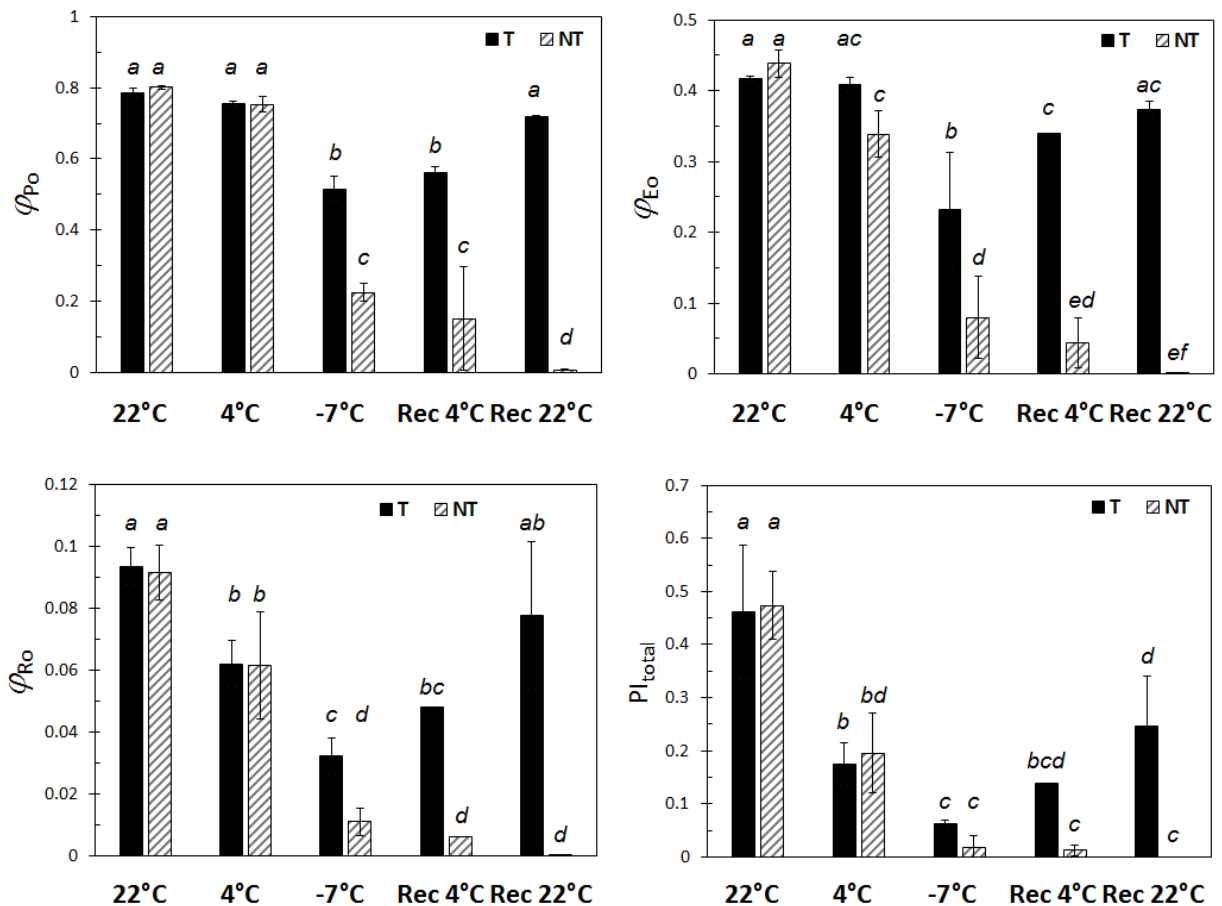 1
T NT
a a a a a
0.8
b b
0.6
φPo
0.4
c c
0.2
d
0
22°C 4°C -7°C Rec 4°C Rec 22°C
0.5
T NT
a a ac ac
c c
0.4
b
0.3
φEo
0.2
d ed
0.1
ef
0
22°C 4°C -7°C Rec 4°C Rec 22°C
0.12
T NT
a a ab
0.1
b b
0.08
bc
φRo
0.06
c d
0.04
0.02
d d
0
22°C 4°C -7°C Rec 4°C Rec 22°C
0.7
T NT
a a
0.6
0.5
PItotal
0.4
d
0.3
b bd
0.2
bcd
0.1
c c c c
0
22°C 4°C -7°C Rec 4°C Rec 22°C